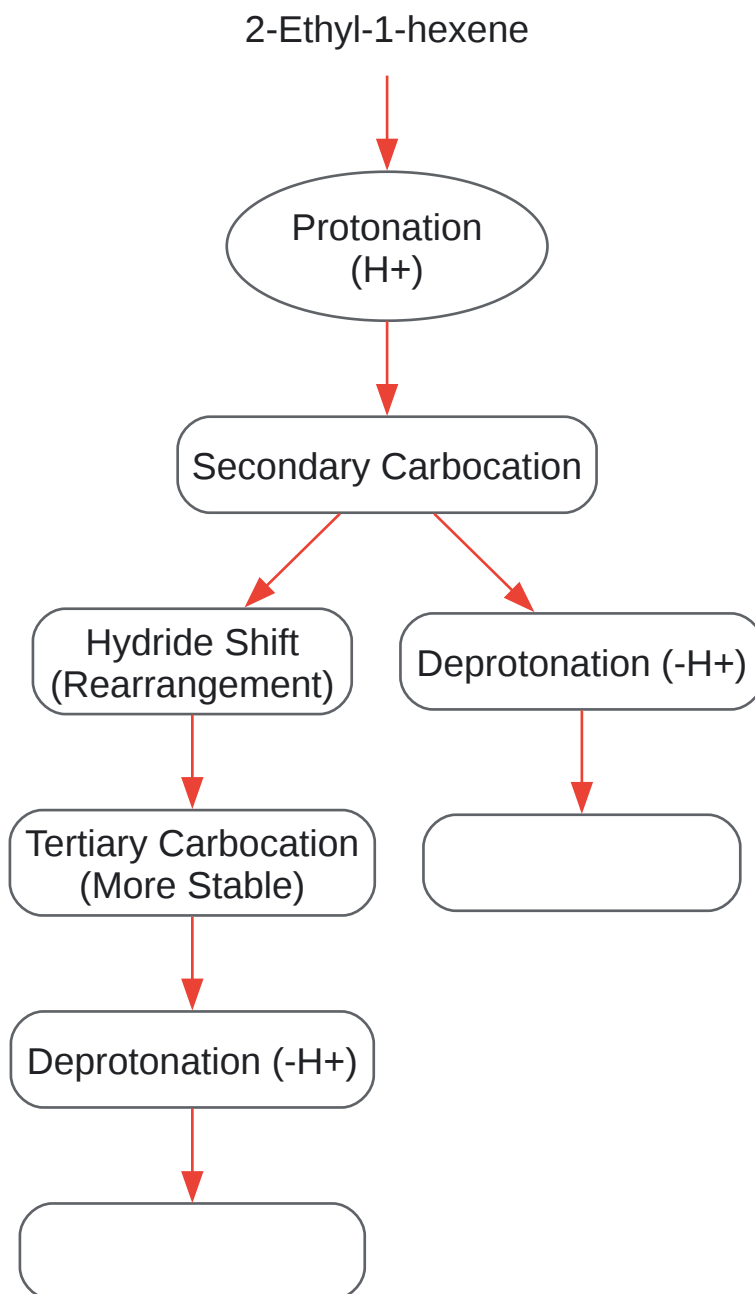 2-Ethyl-1-hexene
Protonation
(H+)
Secondary Carbocation
Hydride Shift
(Rearrangement)
Deprotonation (-H+)
Tertiary Carbocation
(More Stable)
Deprotonation (-H+)